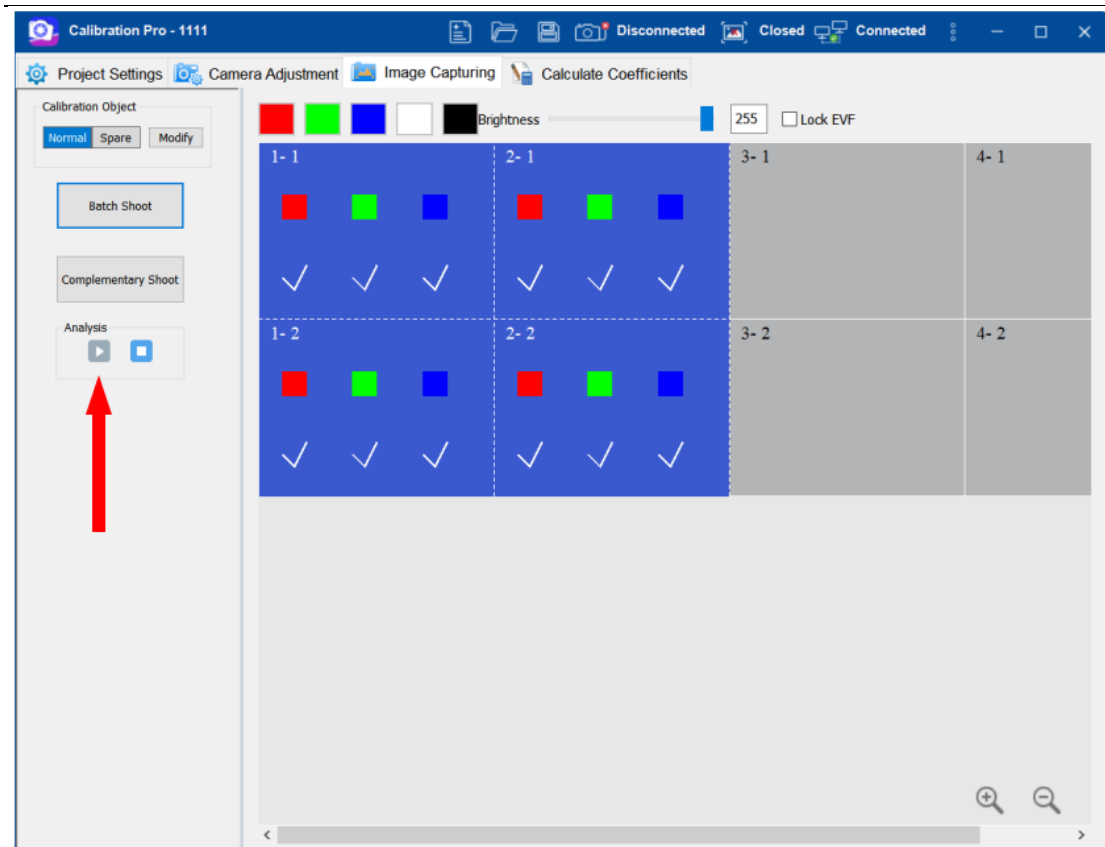 Calibration Pro - 1111
Disconnected
Closed
Connected
Project Settings
Camera Adjustment
Image Capturing
Calculate Coefficients
Calibration Object
Normal
Spare
Modify
Brightness
255
Lock EVF
Batch Shoot
Complementary Shoot
Analysis
1- 1
2- 1
3- 1
4- 1
1- 2
2- 2
3- 2
4- 2